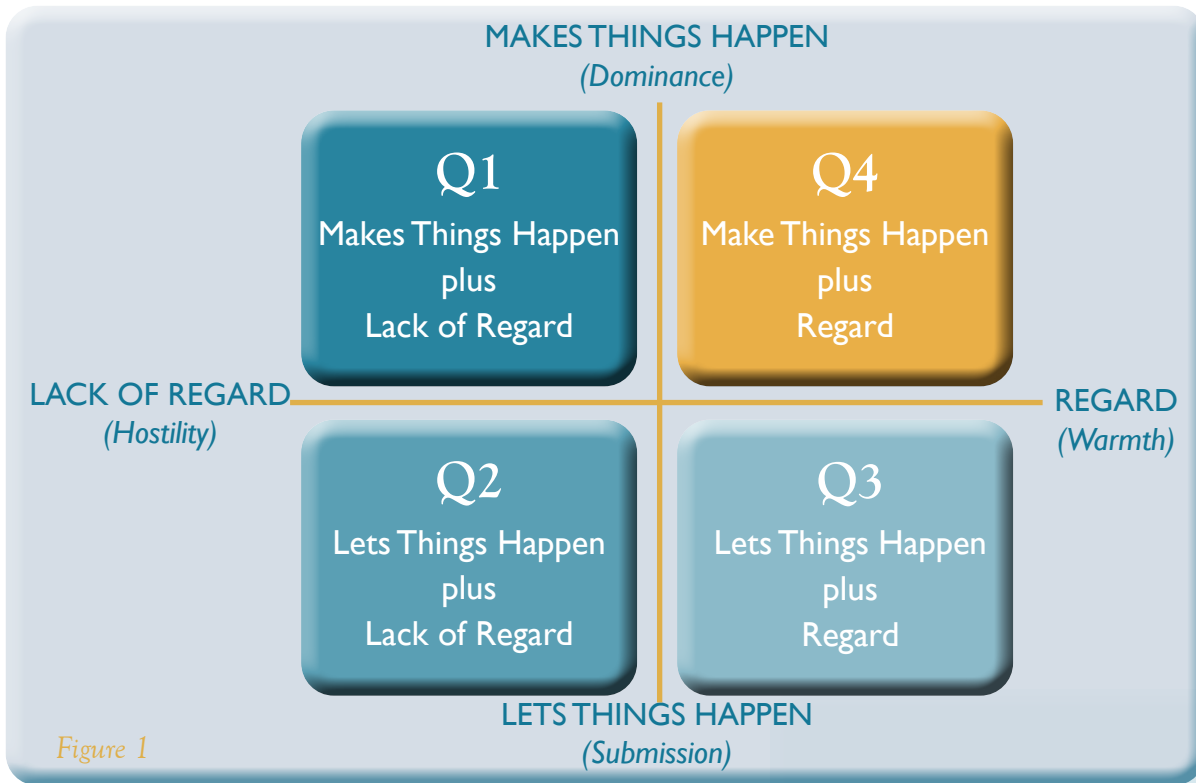 MAKES THINGS HAPPEN
(Dominance)
Q1
Makes Things Happen
plus
Lack of Regard
Q4
Make Things Happen
plus
Regard
LACK OF REGARD
(Hostility)
REGARD
(Warmth)
Q2
Lets Things Happen
plus
Lack of Regard
Q3
Lets Things Happen
plus
Regard
LETS THINGS HAPPEN
(Submission)
Figure 1